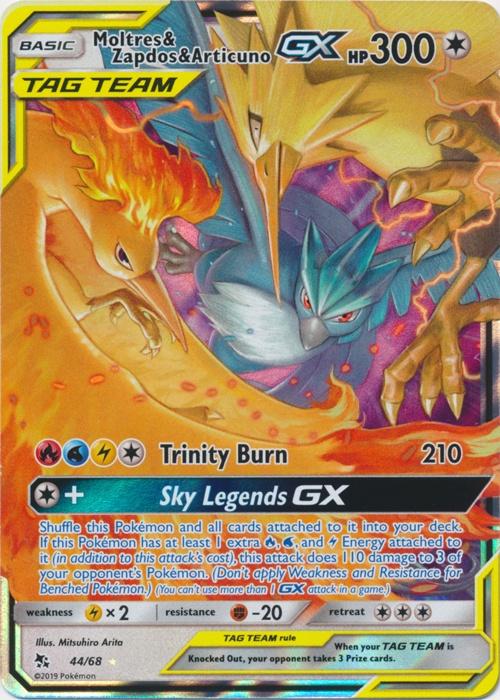 BASIC
Moltres&
Zapdos&Articuno GX HP300
TAG TEAM
Trinity Burn 210
+ Sky Legends GX
Shuffle this Pokémon and all cards attached to it into your deck.
If this Pokémon has at least 1 extra , , and Energy attached to
it (in addition to this attack's cost), this attack does 110 damage to 3 of
your opponent's Pokémon. (Don't apply Weakness and Resistance for
Benched Pokémon.) (You can't use more than 1 GX attack in a game.)
weakness ×2 resistance -20 retreat
Illus. Mitsuhiro Arita
44/68
©2019 Pokémon
TAG TEAM rule
When your TAG TEAM is
Knocked Out, your opponent takes 3 Prize cards.